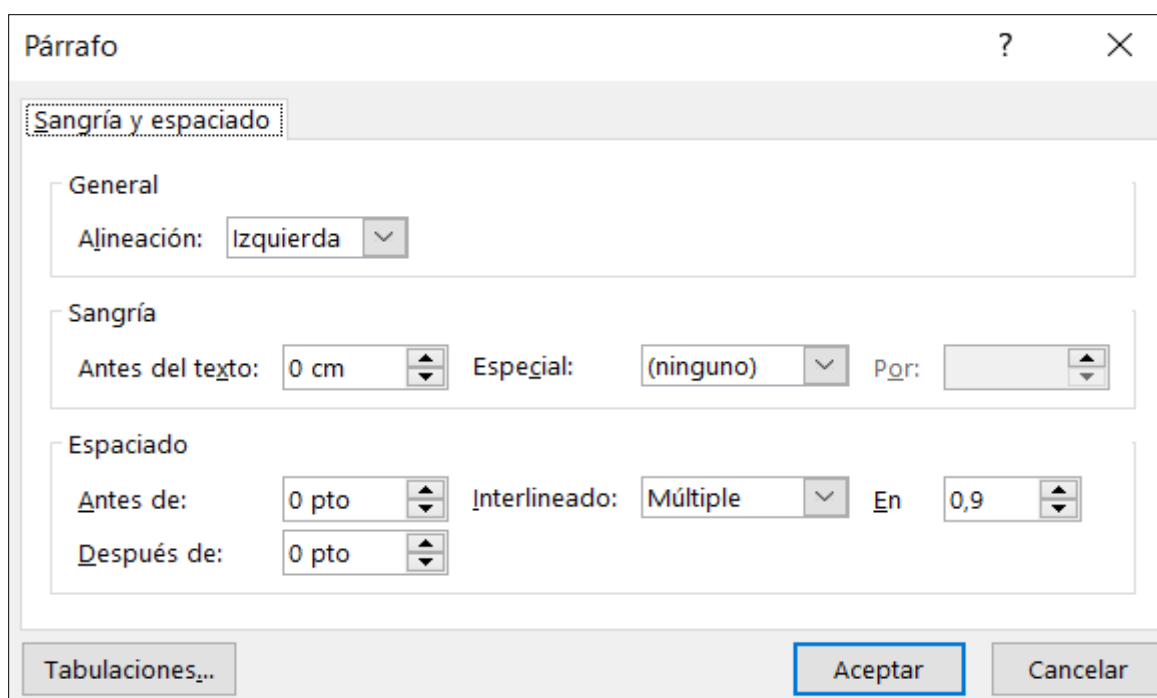 Párrafo ?
Sangría y espaciado
General
Alineación: Izquierda
Sangría
Antes del texto: 0 cm Especial: (ninguno) Por:
Espaciado
Antes de: 0 pto Interlineado: Múltiple En 0,9
Después de: 0 pto
Tabulaciones... Aceptar Cancelar